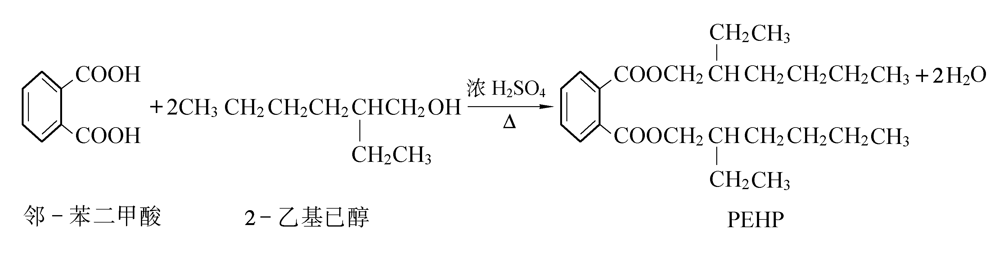 CH₂CH₃
COOH
COOCH₂CHCH₂CH₂CH₂CH₃+2H₂O
浓 H₂SO₄
+2CH₃CH₂CH₂CH₂CHCH₂OH
Δ
COOH
COOCH₂CHCH₂CH₂CH₂CH₃
CH₂CH₃
CH₂CH₃
邻-苯二甲酸
2-乙基已醇
PEHP